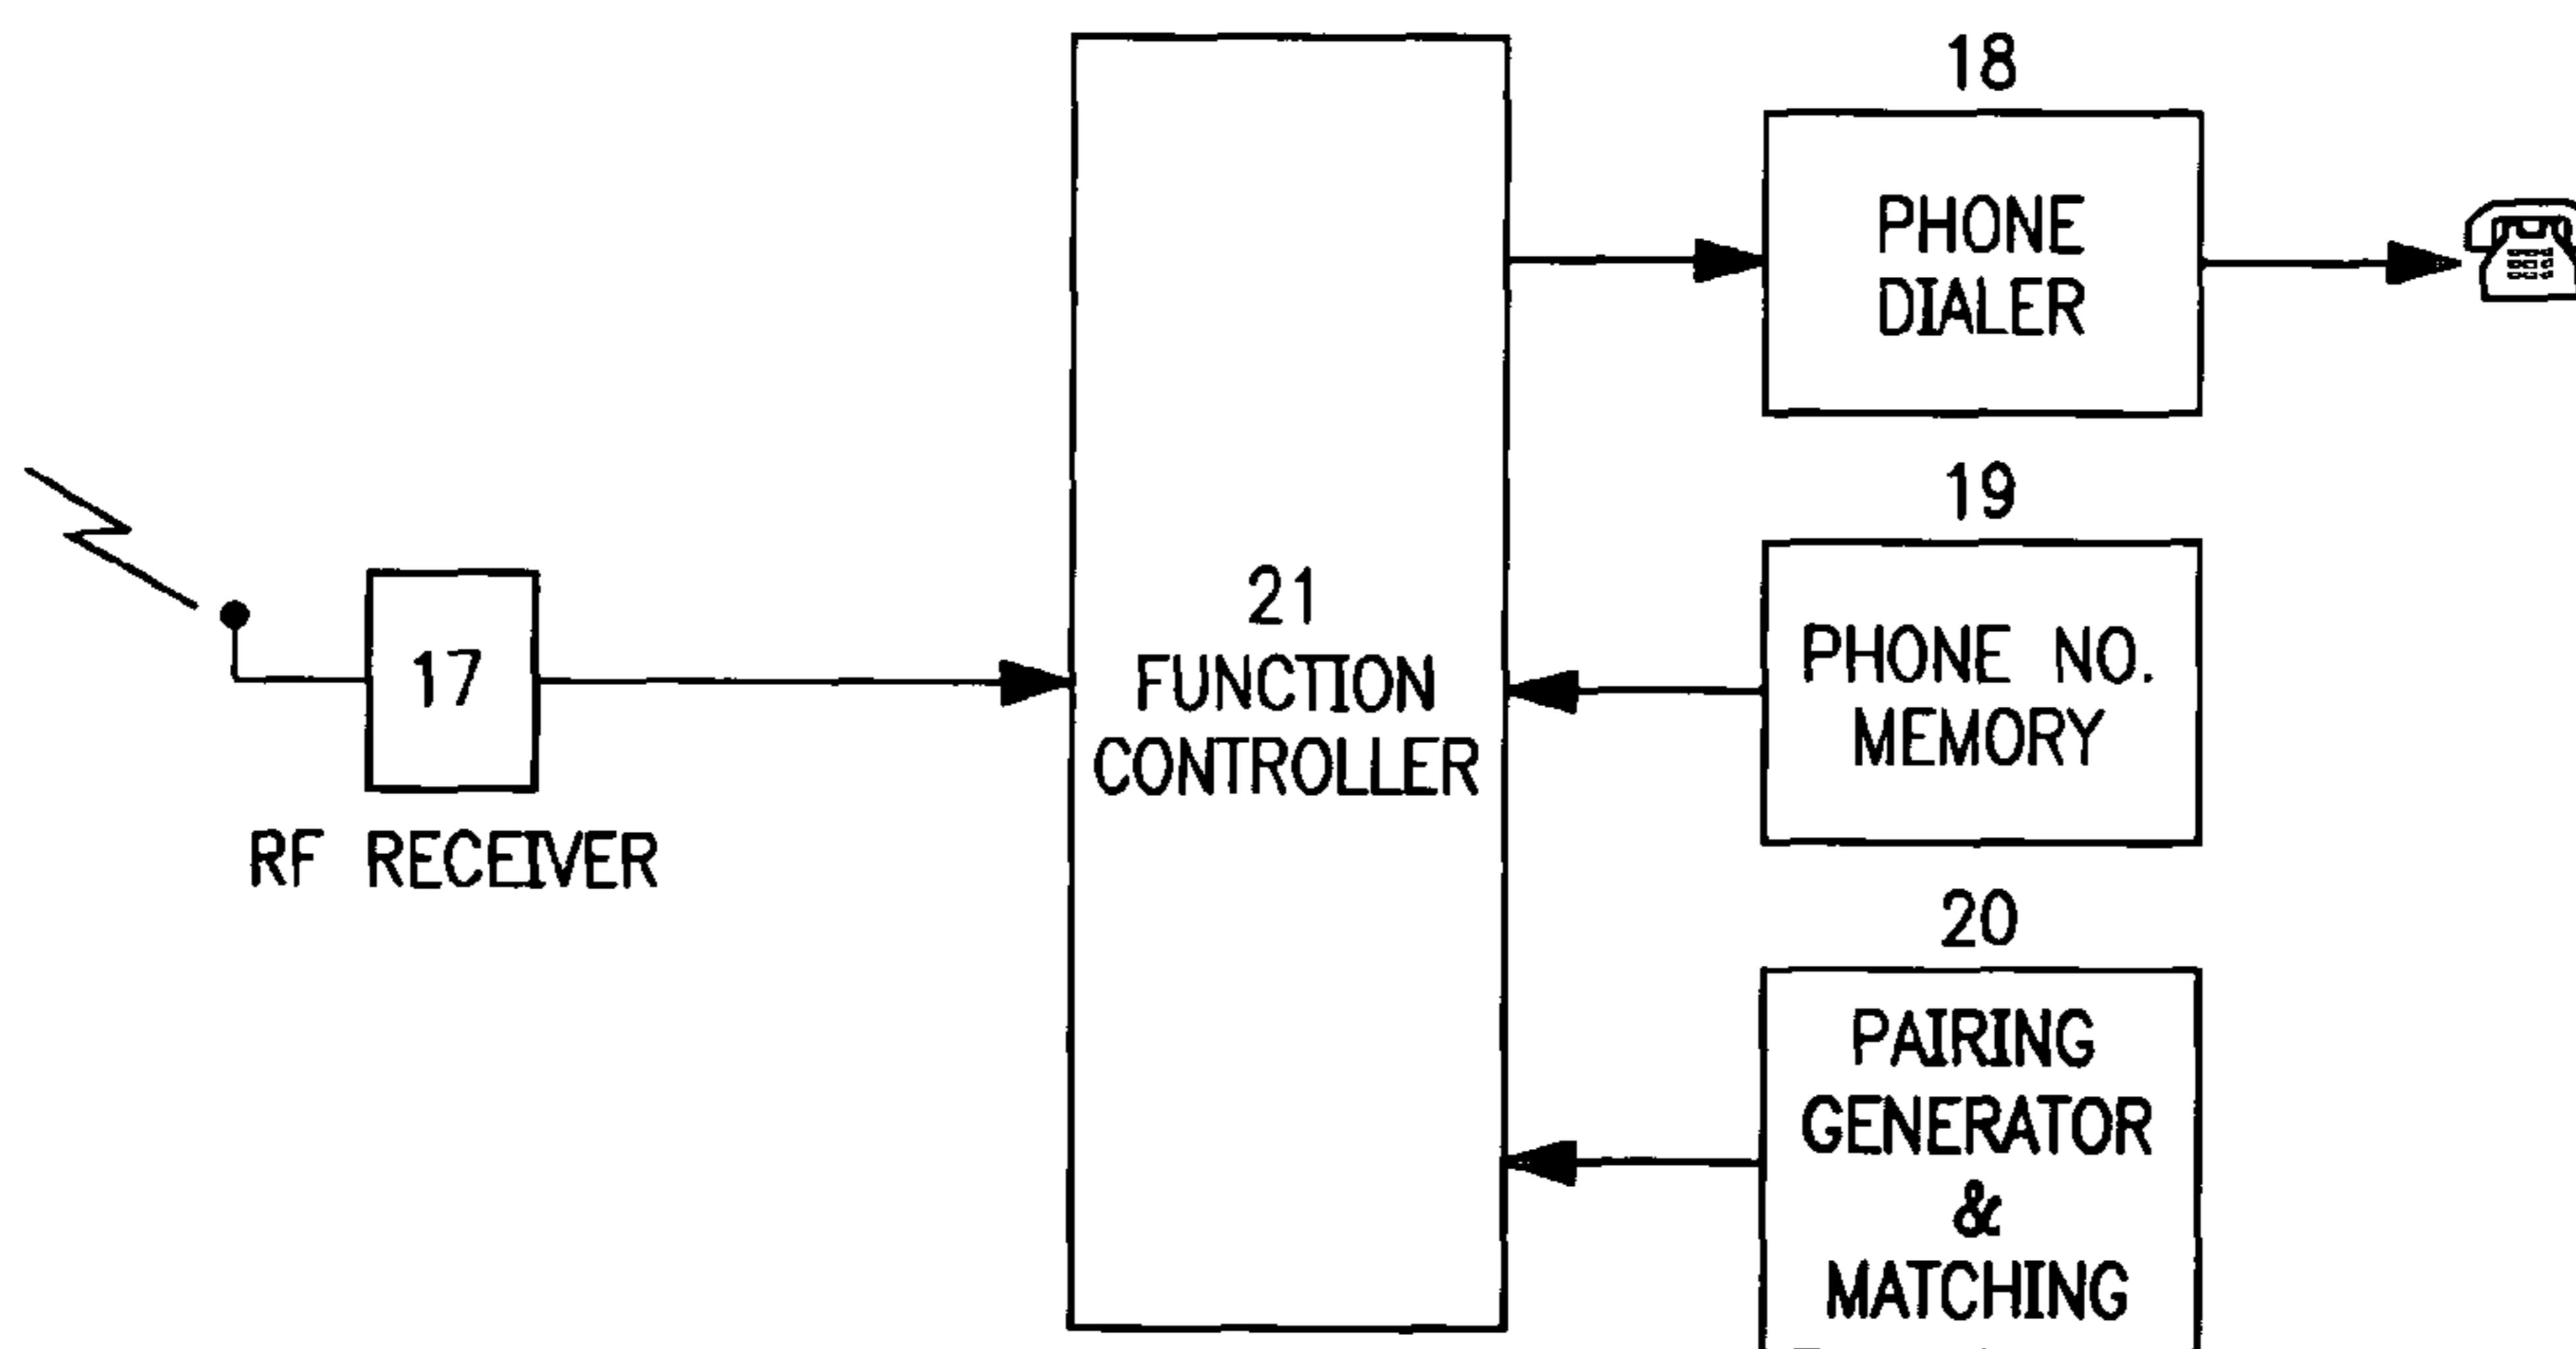 18
PHONE
DIALER
19
PHONE NO.
MEMORY
17
RF RECEIVER
21
FUNCTION
CONTROLLER
20
PAIRING
GENERATOR
&
MATCHING